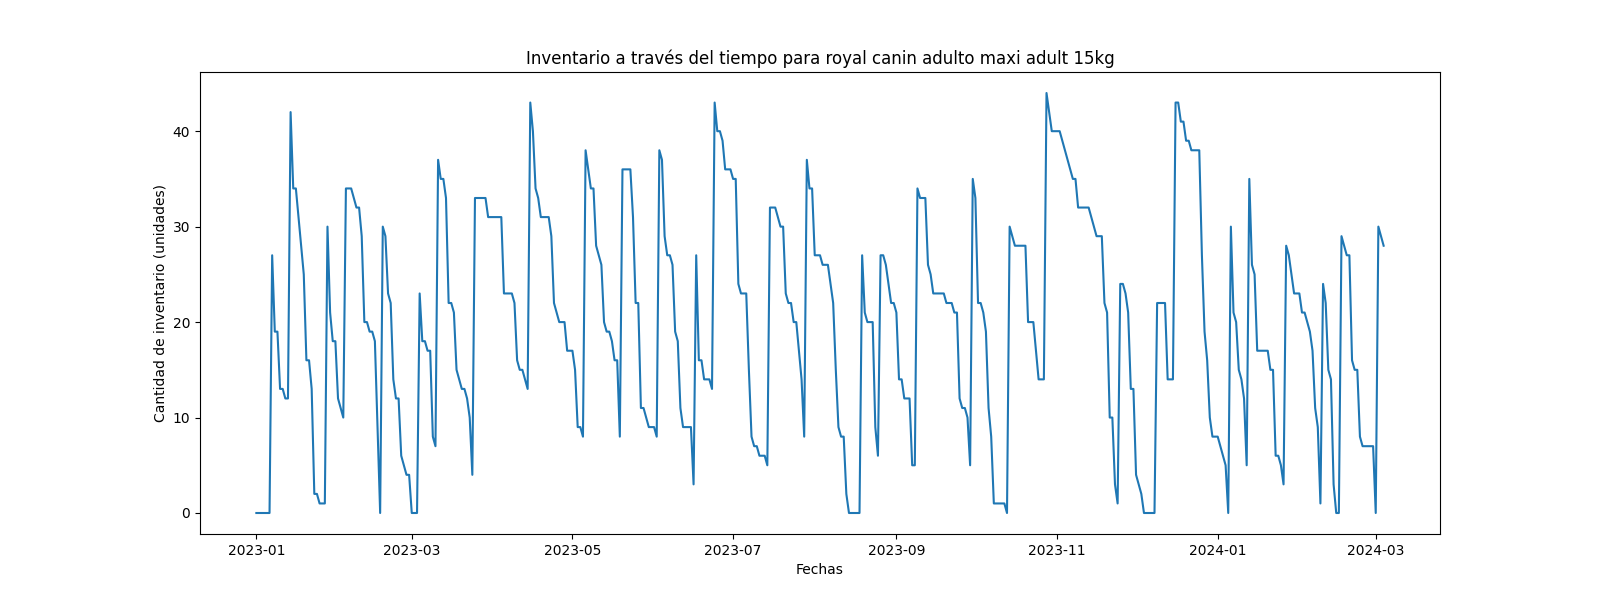 Inventario a través del tiempo para royal canin adulto maxi adult 15kg
Cantidad de inventario (unidades)
40
30
20
10
0
2023-01 2023-03 2023-05 2023-07 2023-09 2023-11 2024-01 2024-03
Fechas